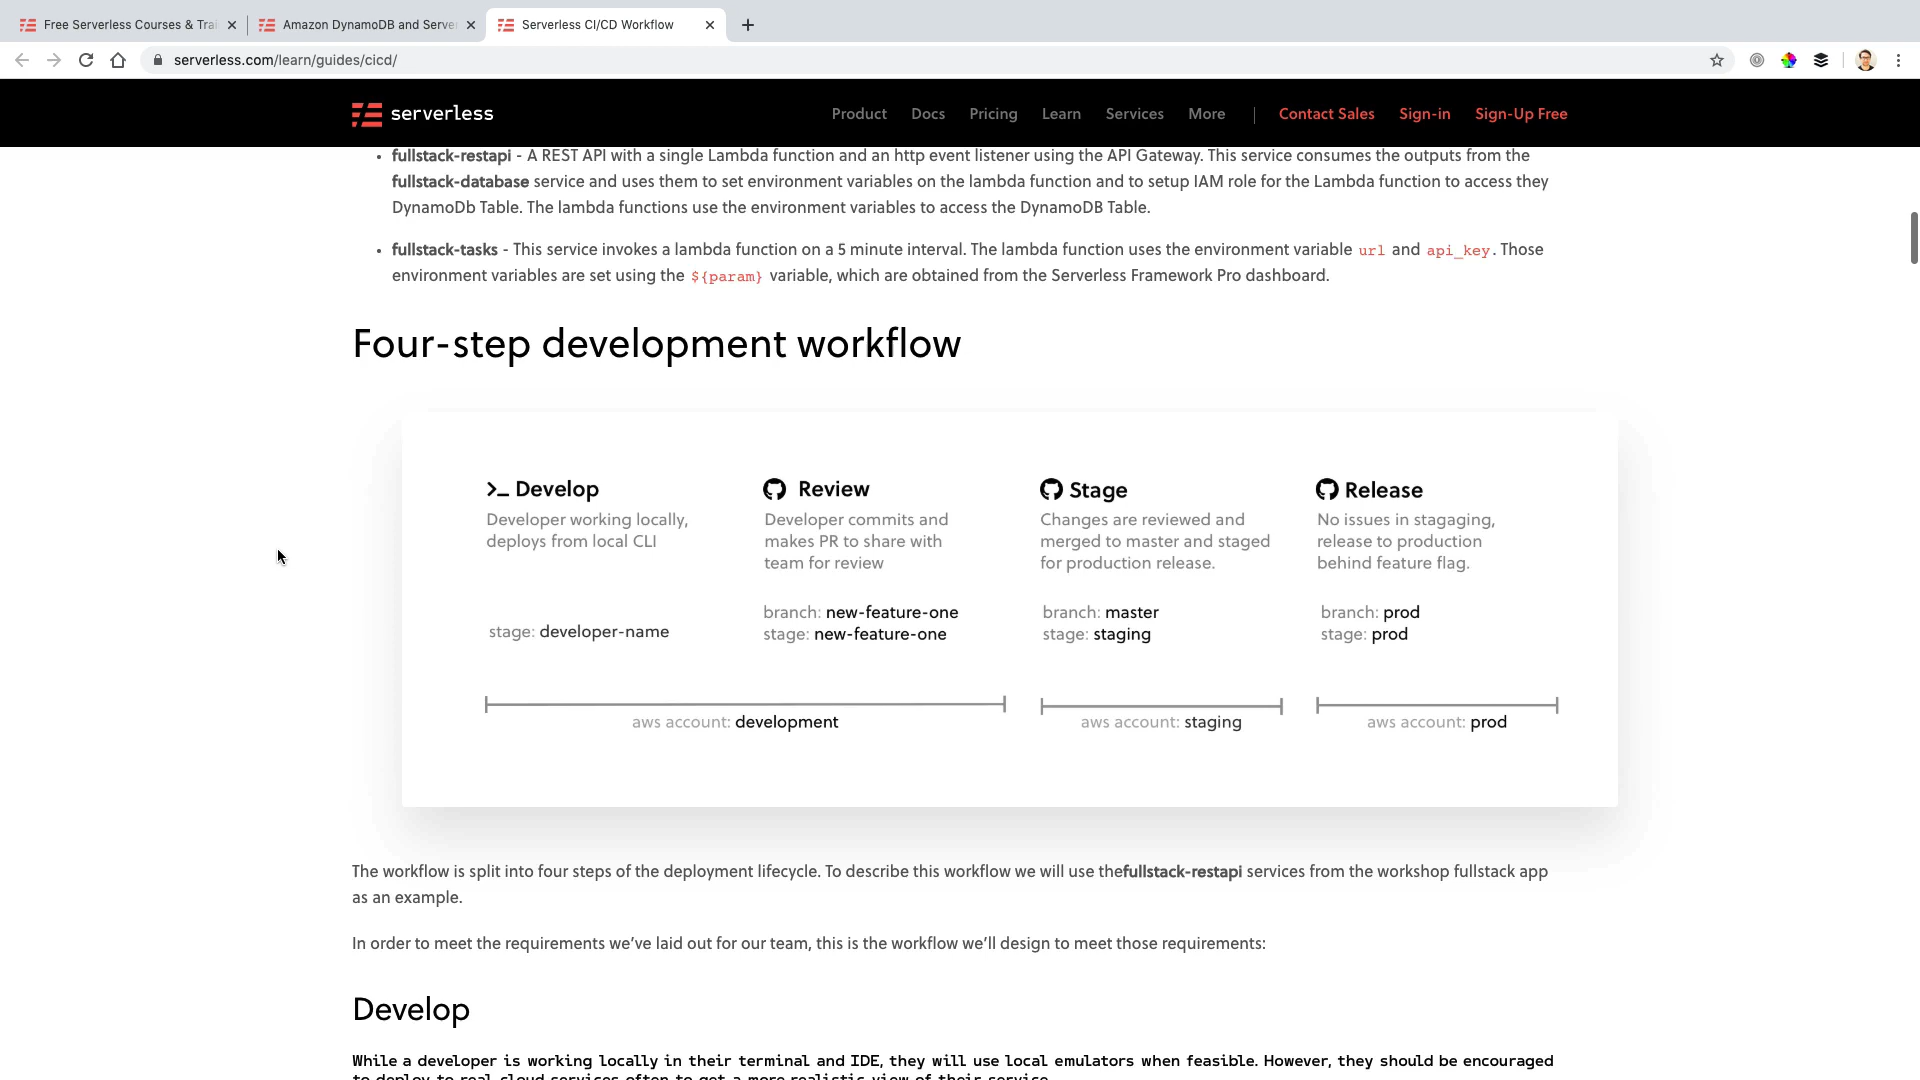 Free Serverless Courses & Trai
Amazon DynamoDB and Server
Serverless CI/CD Workflow
serverless.com/learn/guides/cicd/
serverless
Product Docs Pricing Learn Services More | Contact Sales Sign-in Sign-Up Free
• fullstack-restapi - A REST API with a single Lambda function and an http event listener using the API Gateway. This service consumes the outputs from the
fullstack-database service and uses them to set environment variables on the lambda function and to setup IAM role for the Lambda function to access they
DynamoDb Table. The lambda functions use the environment variables to access the DynamoDB Table.
• fullstack-tasks - This service invokes a lambda function on a 5 minute interval. The lambda function uses the environment variable url and api_key. Those
environment variables are set using the ${param} variable, which are obtained from the Serverless Framework Pro dashboard.
Four-step development workflow
>_ Develop
Developer working locally,
deploys from local CLI
stage: developer-name
Review
Developer commits and
makes PR to share with
team for review
branch: new-feature-one
stage: new-feature-one
Stage
Changes are reviewed and
merged to master and staged
for production release.
branch: master
stage: staging
Release
No issues in stagaging,
release to production
behind feature flag.
branch: prod
stage: prod
aws account: development
aws account: staging
aws account: prod
The workflow is split into four steps of the deployment lifecycle. To describe this workflow we will use thefullstack-restapi services from the workshop fullstack app
as an example.
In order to meet the requirements we’ve laid out for our team, this is the workflow we’ll design to meet those requirements:
Develop
While a developer is working locally in their terminal and IDE, they will use local emulators when feasible. However, they should be encouraged
to deploy to real cloud services often to get a more realistic view of their service